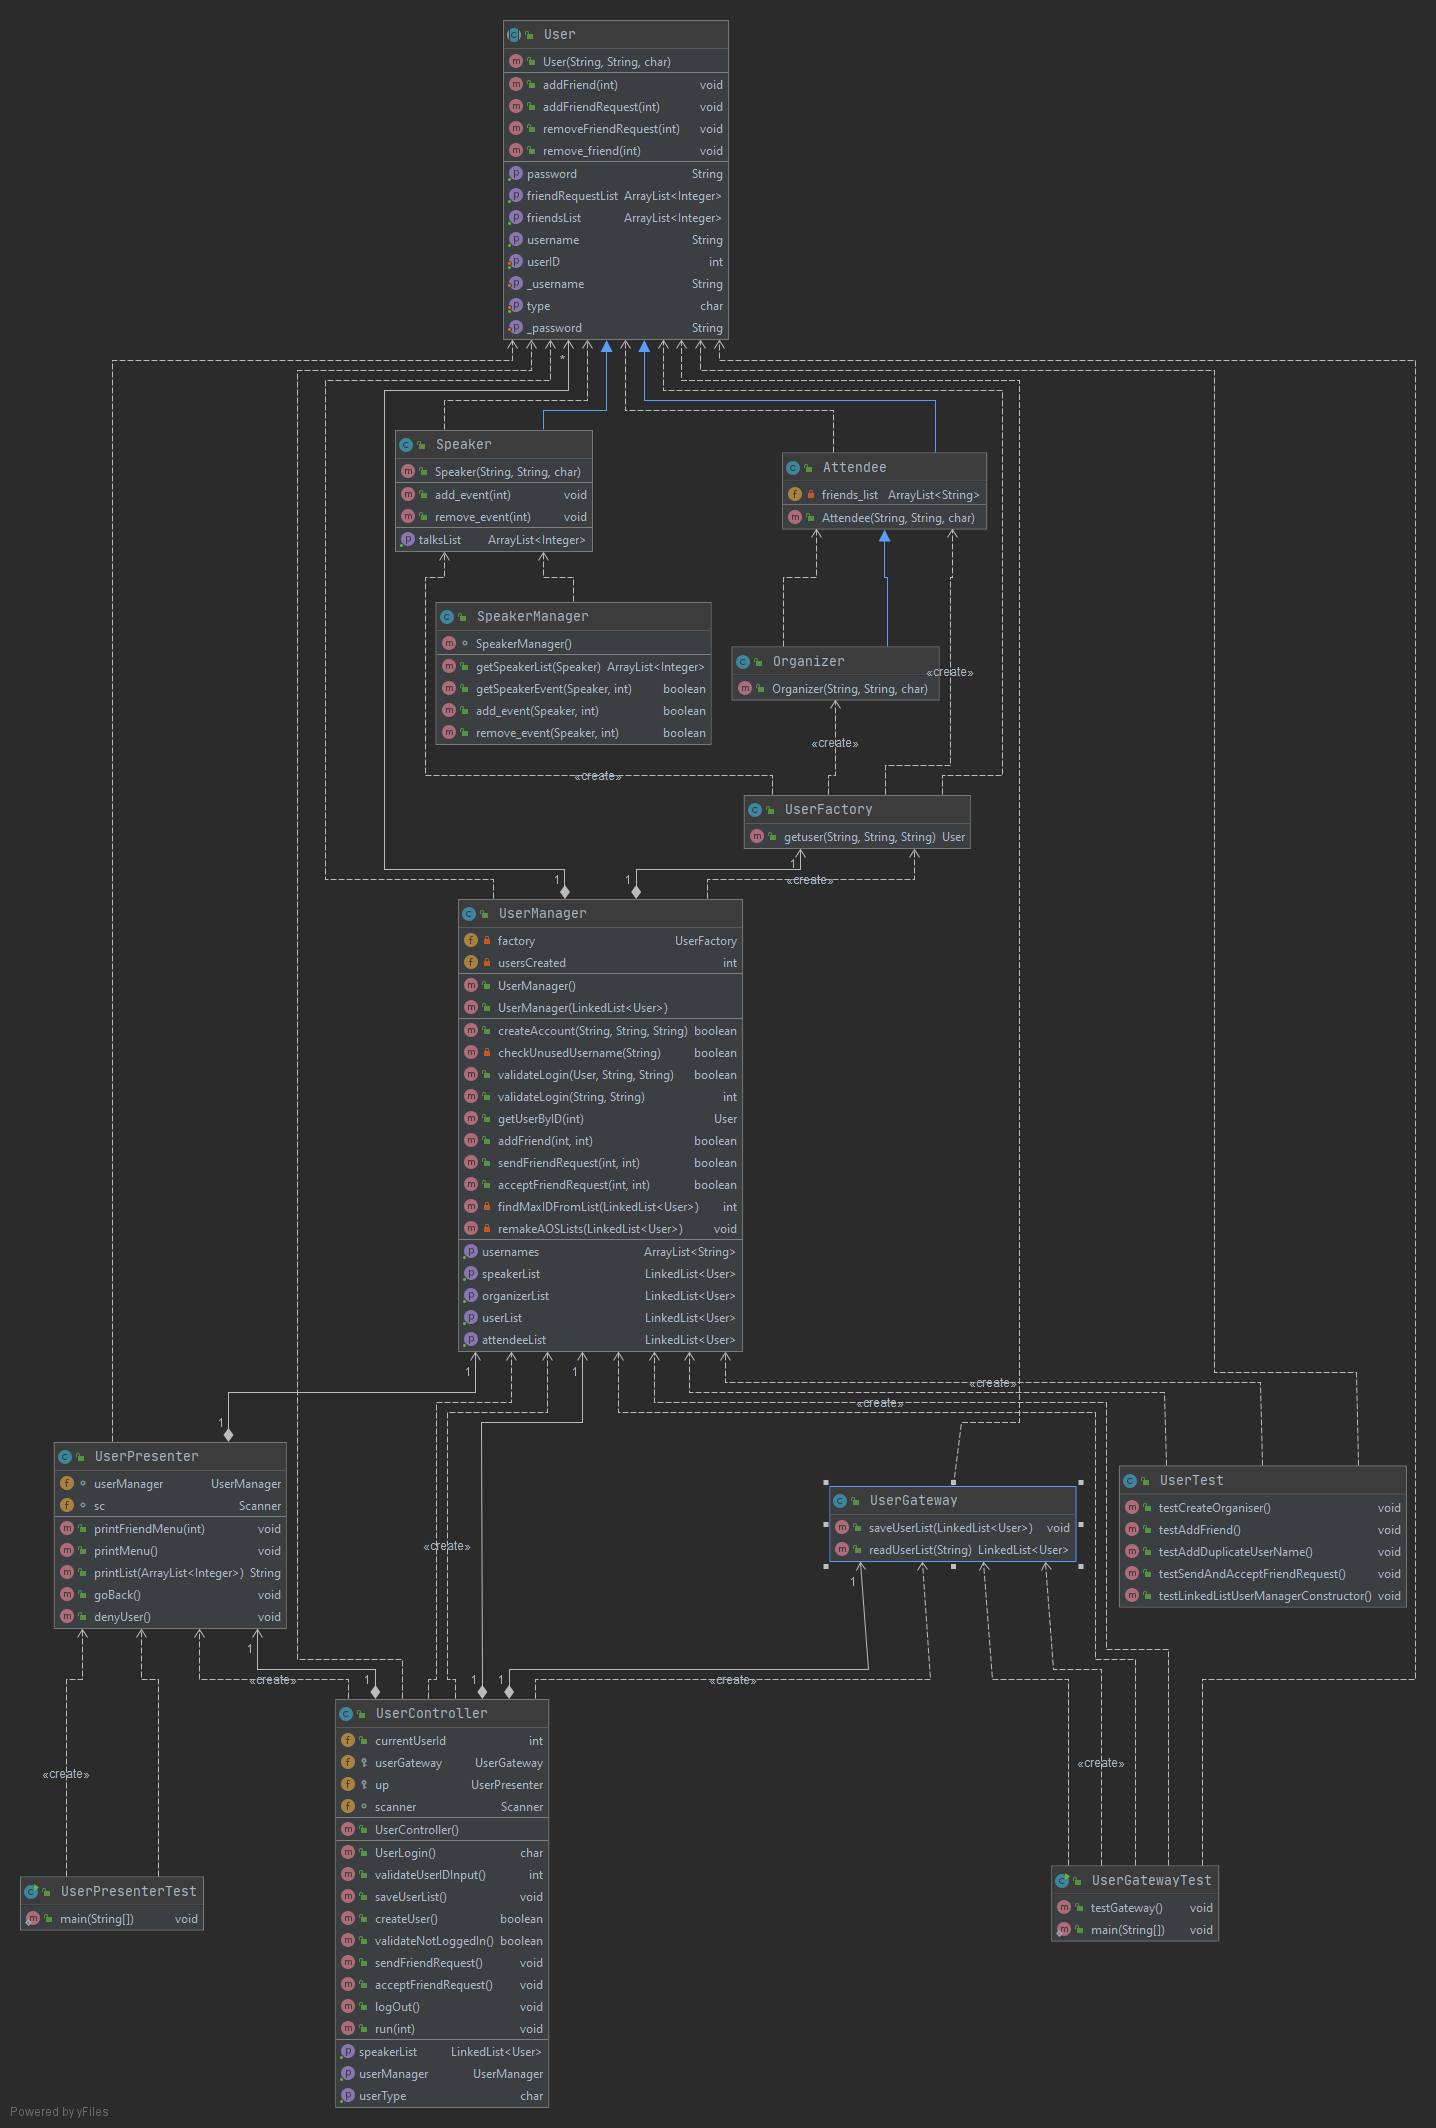 User
User(String, String, char)
addFriend(int) void
addFriendRequest(int) void
removeFriendRequest(int) void
remove_friend(int) void
password String
friendRequestList ArrayList<Integer>
friendsList ArrayList<Integer>
username String
userID int
_username String
type char
_password String
*
Speaker
Speaker(String, String, char)
add_event(int) void
remove_event(int) void
talksList ArrayList<Integer>
Attendee
friends_list ArrayList<String>
Attendee(String, String, char)
SpeakerManager
SpeakerManager()
getSpeakerList(Speaker) ArrayList<Integer>
getSpeakerEvent(Speaker, int) boolean
add_event(Speaker, int) boolean
remove_event(Speaker, int) boolean
Organizer
Organizer(String, String, char)
«create»
«create»
«create»
UserFactory
getuser(String, String, String) User
1
«create»
1
1
UserManager
factory UserFactory
usersCreated int
UserManager()
UserManager(LinkedList<User>)
createAccount(String, String, String) boolean
checkUnusedUsername(String) boolean
validateLogin(User, String, String) boolean
validateLogin(String, String) int
getUserByID(int) User
addFriend(int, int) boolean
sendFriendRequest(int, int) boolean
acceptFriendRequest(int, int) boolean
findMaxIDFromList(LinkedList<User>) int
remakeAOSLists(LinkedList<User>) void
usernames ArrayList<String>
speakerList LinkedList<User>
organizerList LinkedList<User>
userList LinkedList<User>
attendeeList LinkedList<User>
1
1
«create»
«create»
1
UserPresenter
userManager UserManager
sc Scanner
printFriendMenu(int) void
printMenu() void
printList(ArrayList<Integer>) String
goBack() void
denyUser() void
«create»
UserGateway
saveUserList(LinkedList<User>) void
readUserList(String) LinkedList<User>
UserTest
testCreateOrganiser() void
testAddFriend() void
testAddDuplicateUserName() void
testSendAndAcceptFriendRequest() void
testLinkedListUserManagerConstructor() void
1
1
«create»
1
1
1
«create»
UserController
currentUserId int
userGateway UserGateway
up UserPresenter
scanner Scanner
UserController()
UserLogin() char
validateUserIDInput() int
saveUserList() void
createUser() boolean
validateNotLoggedIn() boolean
sendFriendRequest() void
acceptFriendRequest() void
logOut() void
run(int) void
speakerList LinkedList<User>
userManager UserManager
userType char
«create»
UserPresenterTest
main(String[]) void
«create»
UserGatewayTest
testGateway() void
main(String[]) void
Powered by yFiles